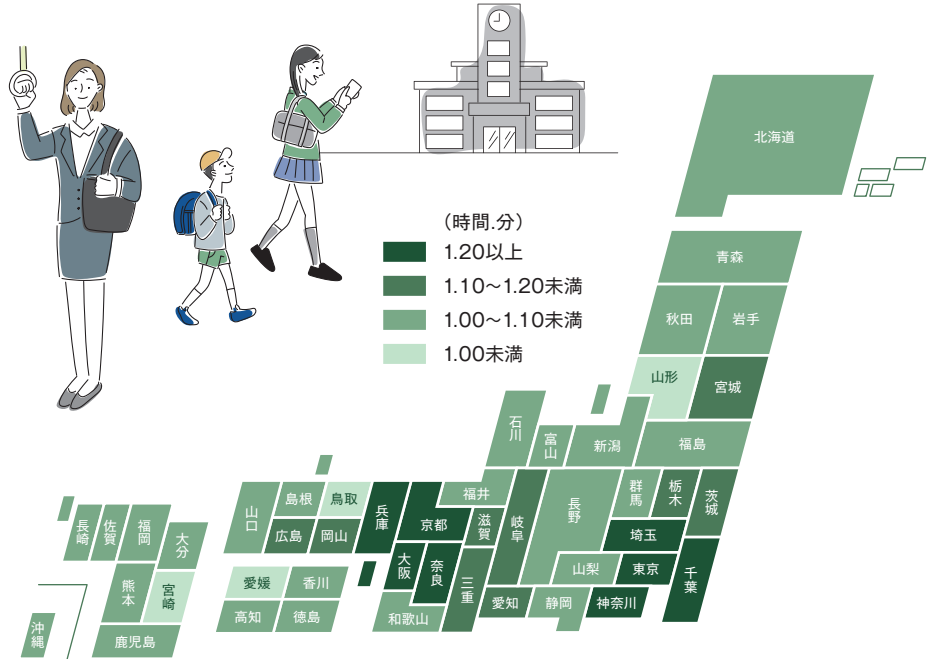 (時間.分)
1.20以上
1.10～1.20未満
1.00～1.10未満
1.00未満
北海道
青森
秋田
岩手
山形
宮城
石川
富山
新潟
福島
福井
岐阜
長野
群馬
栃木
茨城
山口
島根
鳥取
兵庫
京都
滋賀
広島
岡山
埼玉
長崎
佐賀
福岡
大分
大阪
奈良
三重
山梨
東京
千葉
熊本
宮崎
愛媛
香川
愛知
静岡
神奈川
高知
徳島
和歌山
沖縄
鹿児島